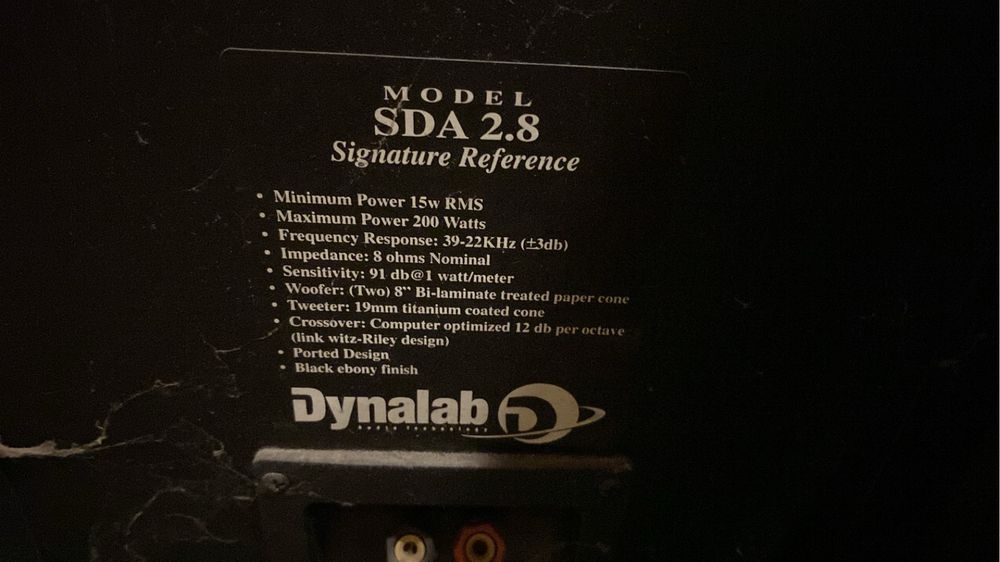 MODEL
SDA 2.8
Signature Reference
• Minimum Power 15w RMS
• Maximum Power 200 Watts
• Frequency Response: 39-22KHz (±3db)
• Impedance: 8 ohms Nominal
• Sensitivity: 91 db@1 watt/meter
• Woofer: (Two) 8” Bi-laminate treated paper cone
• Tweeter: 19mm titanium coated cone
• Crossover: Computer optimized 12 db per octave
(link witz-Riley design)
• Ported Design
• Black ebony finish
Dynalab
audio technology